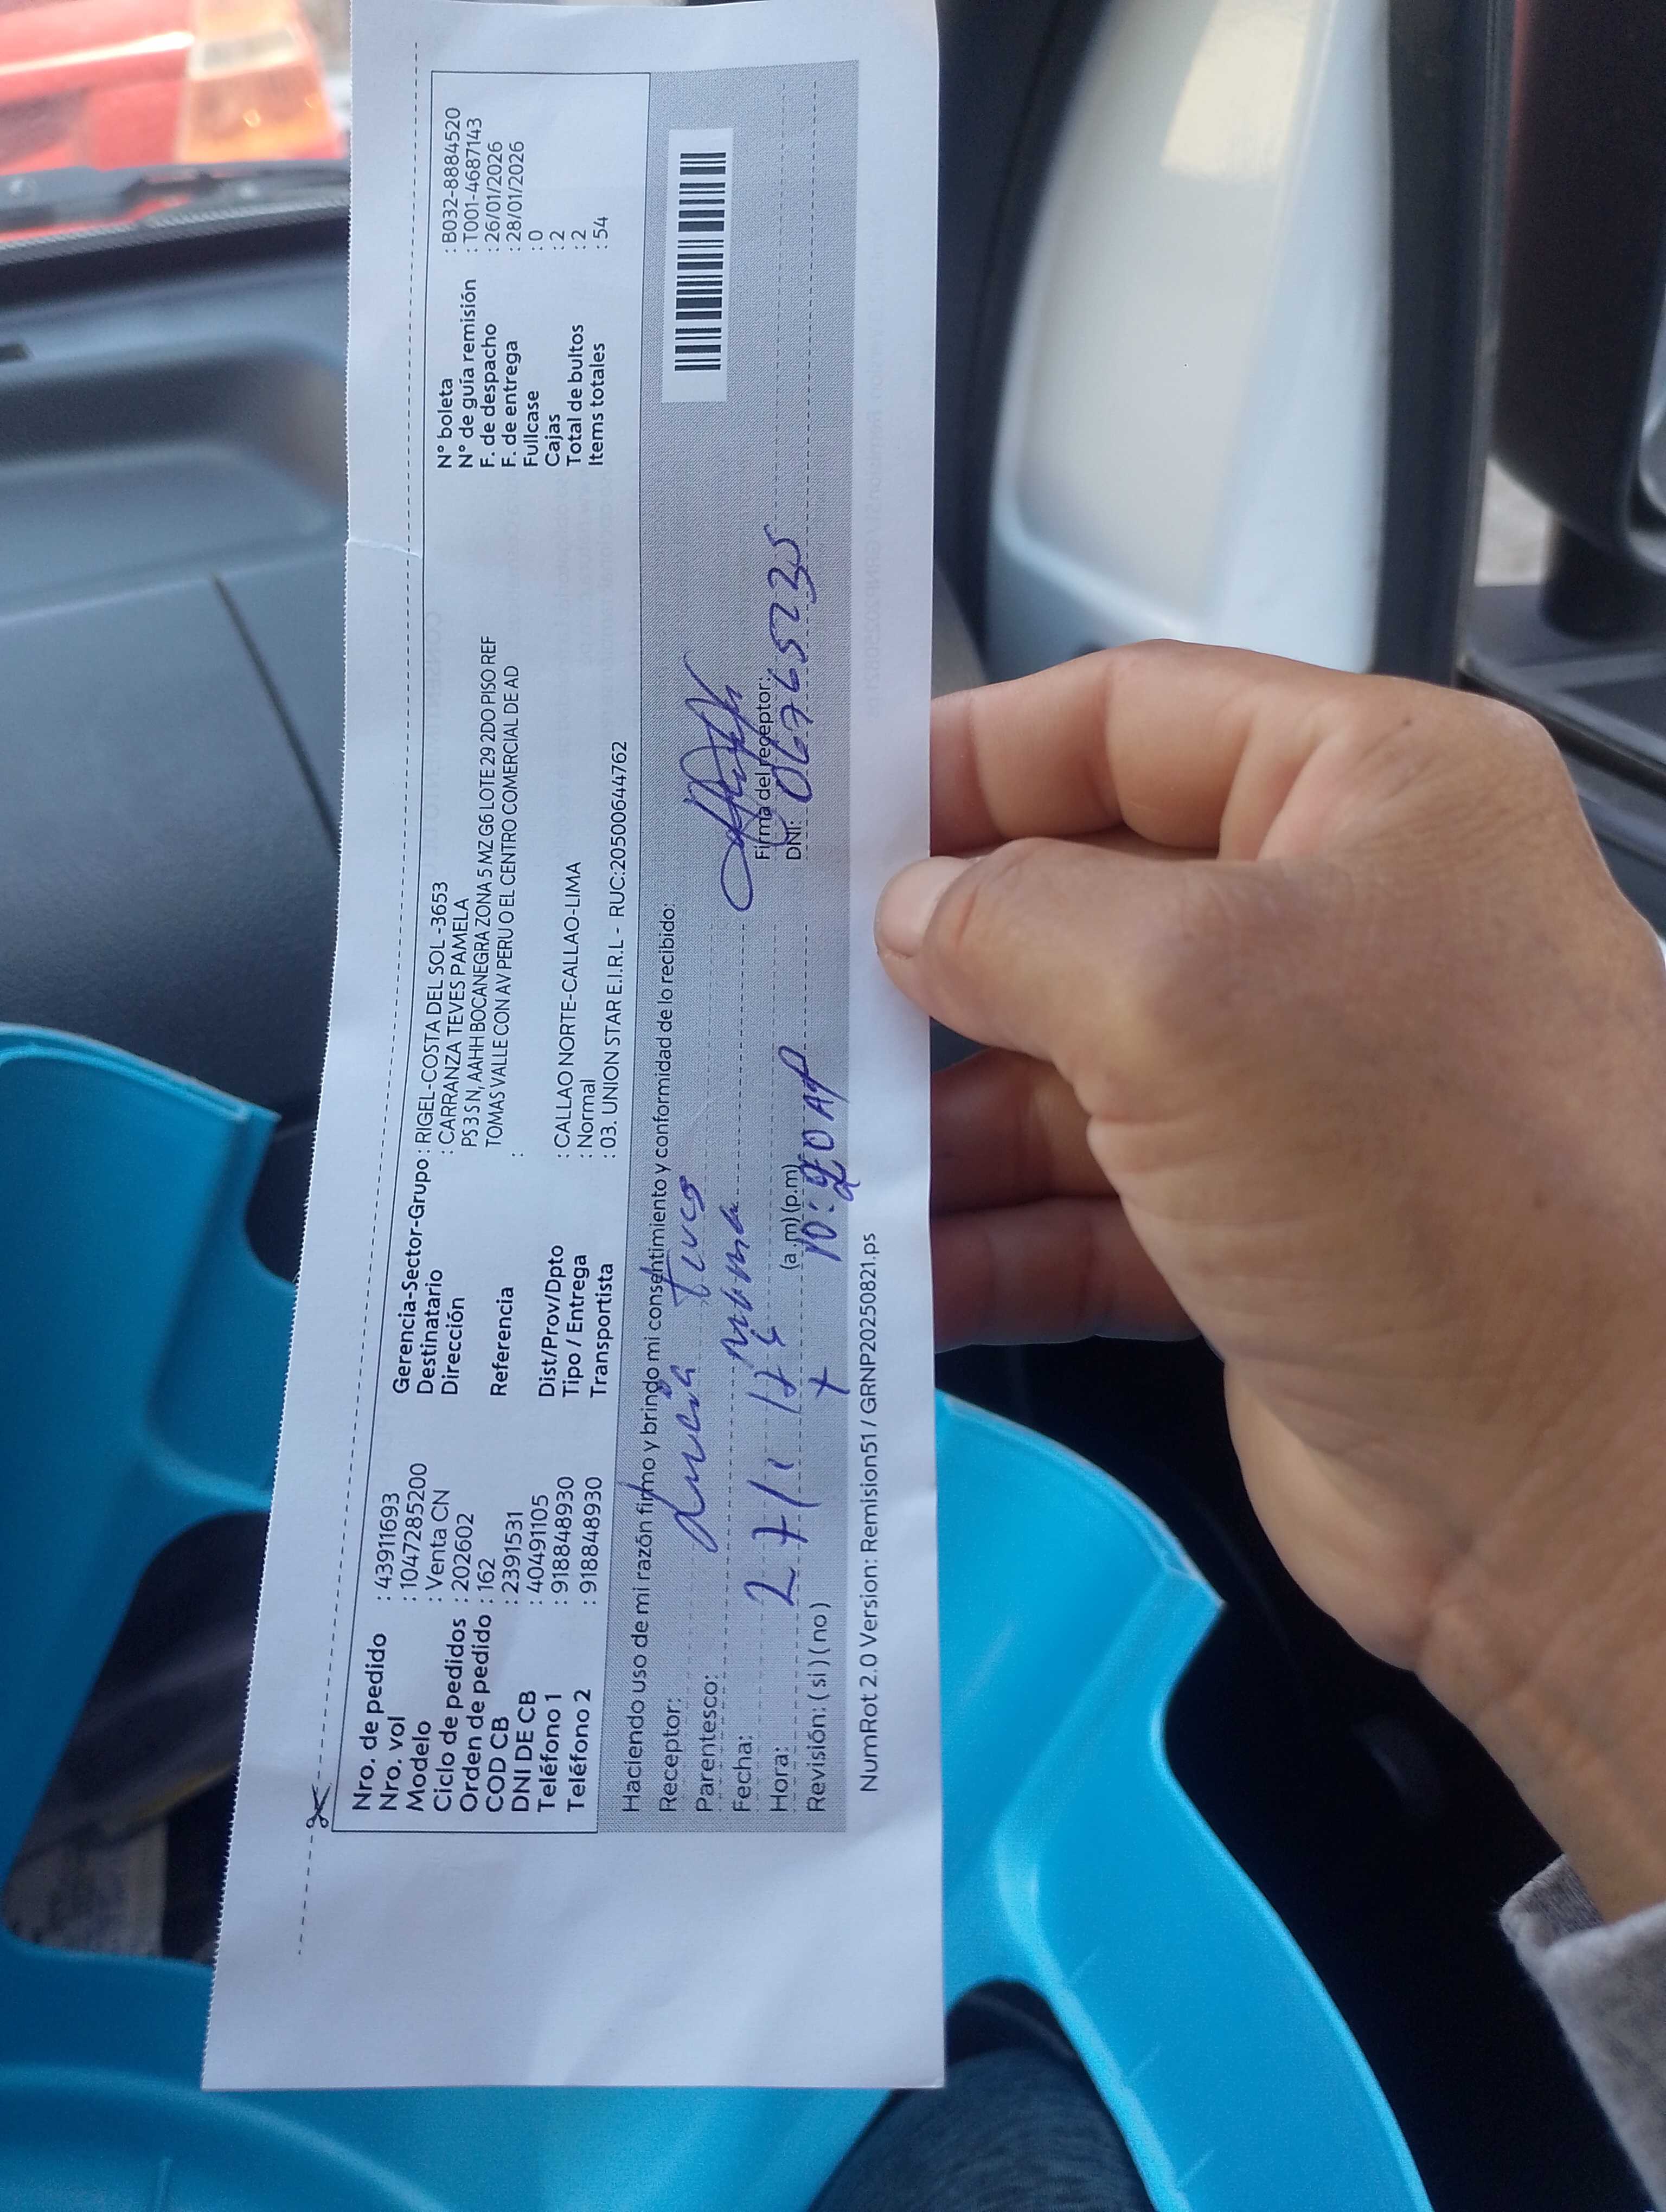 Nro. de pedido : 43911693
Nro. vol : 1047285200
Modelo : Venta CN
Ciclo de pedidos : 202602
Orden de pedido : 162
COD CB : 2391531
DNI DE CB : 40491105
Teléfono 1 : 918848930
Teléfono 2 : 918848930
Gerencia-Sector-Grupo : RIGEL-COSTA DEL SOL -3653
Destinatario : CARRANZA TEVES PAMELA
Dirección PS 3 SN, AAHH BOCANEGRA ZONA 5 MZ G6 LOTE 29 2DO PISO REF
TOMAS VALLE CON AV PERU O EL CENTRO COMERCIAL DE AD
Referencia :
Dist/Prov/Dpto : CALLAO NORTE-CALLAO-LIMA
Tipo / Entrega : Normal
Transportista : 03. UNION STAR E.I.R.L - RUC:20500644762
N° boleta : B032-8884520
N° de guía remisión : T001-4687143
F. de despacho : 26/01/2026
F. de entrega : 28/01/2026
Fullcase : 0
Cajas : 2
Total de bultos : 2
Items totales : 54
Haciendo uso de mi razón firmo y brindo mi consentimiento y conformidad de lo recibido:
Receptor: Teves
Parentesco:
Fecha: 27/1
Hora: (a.m) (p.m)
Revisión: ( si ) ( no )
Firma del receptor:
DNI:
NumRot 2.0 Version: Remision51 / GRNP20250821.ps